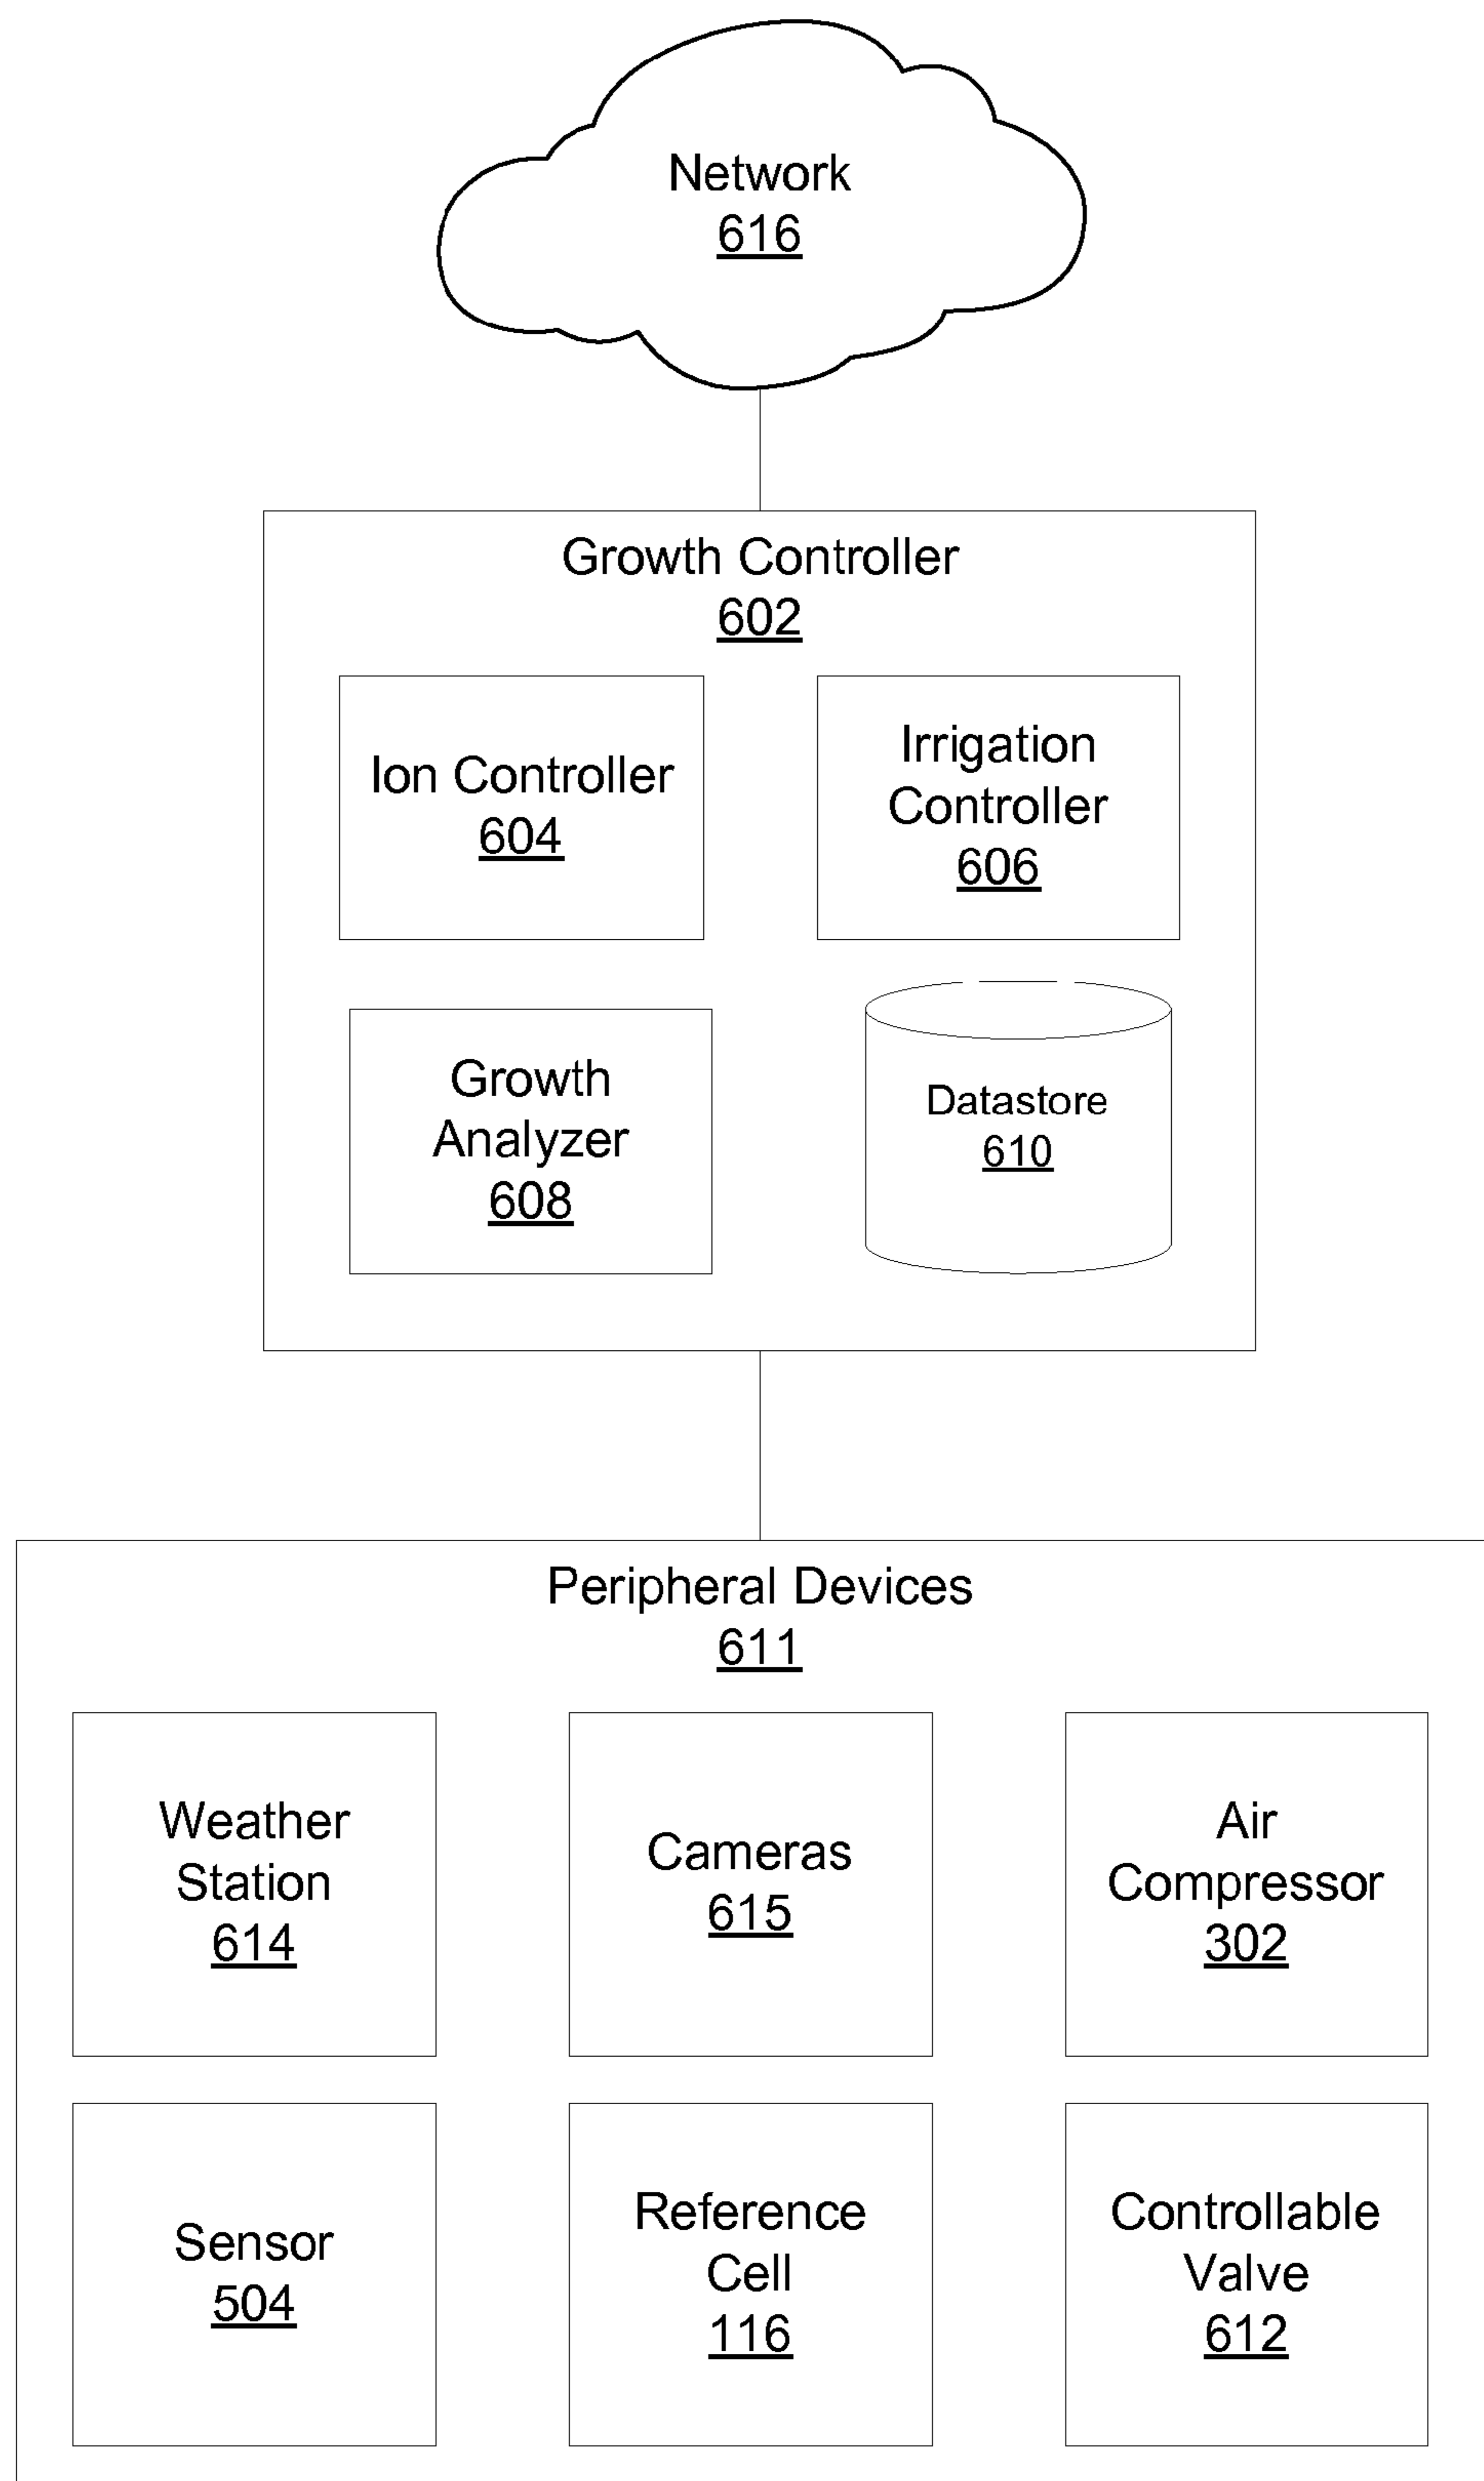 Network
616
Growth Controller
602
Ion Controller
604
Irrigation
Controller
606
Growth
Analyzer
608
Datastore
610
Peripheral Devices
611
Weather
Station
614
Cameras
615
Air
Compressor
302
Sensor
504
Reference
Cell
116
Controllable
Valve
612